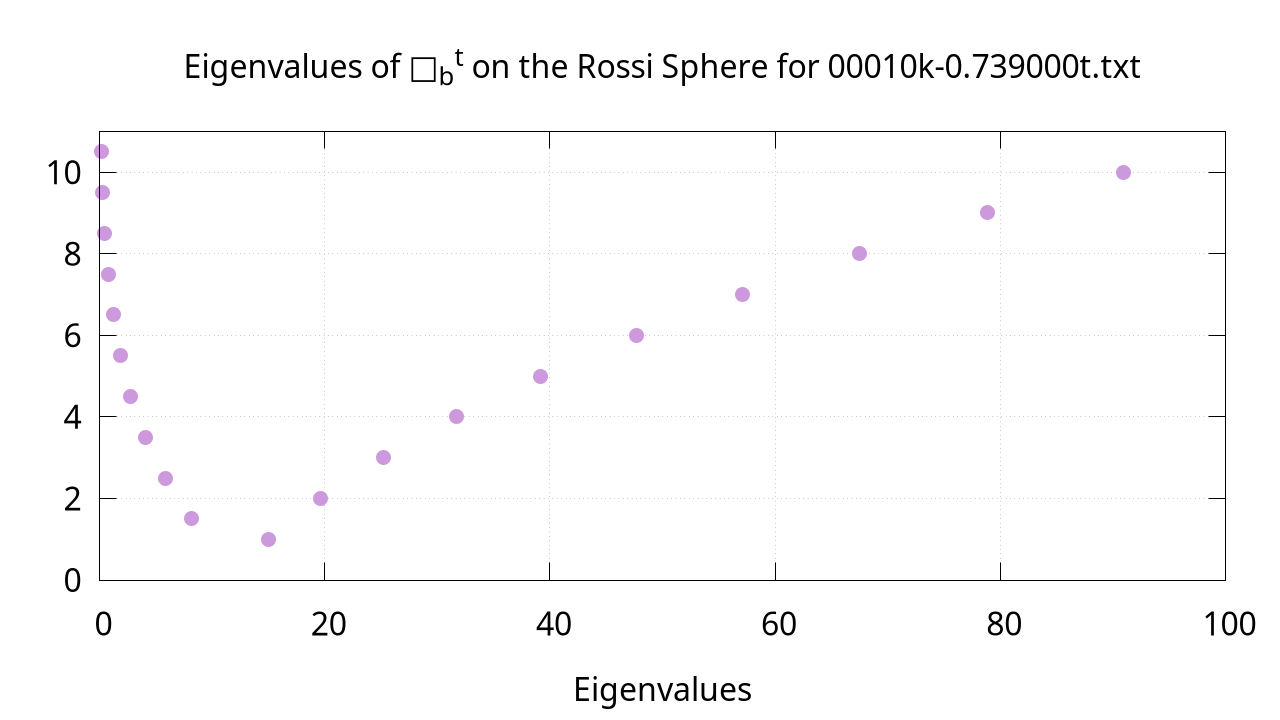 Eigenvalues of □_b^t on the Rossi Sphere for 00010k-0.739000t.txt
10
8
6
4
2
0
0 20 40 60 80 100
Eigenvalues